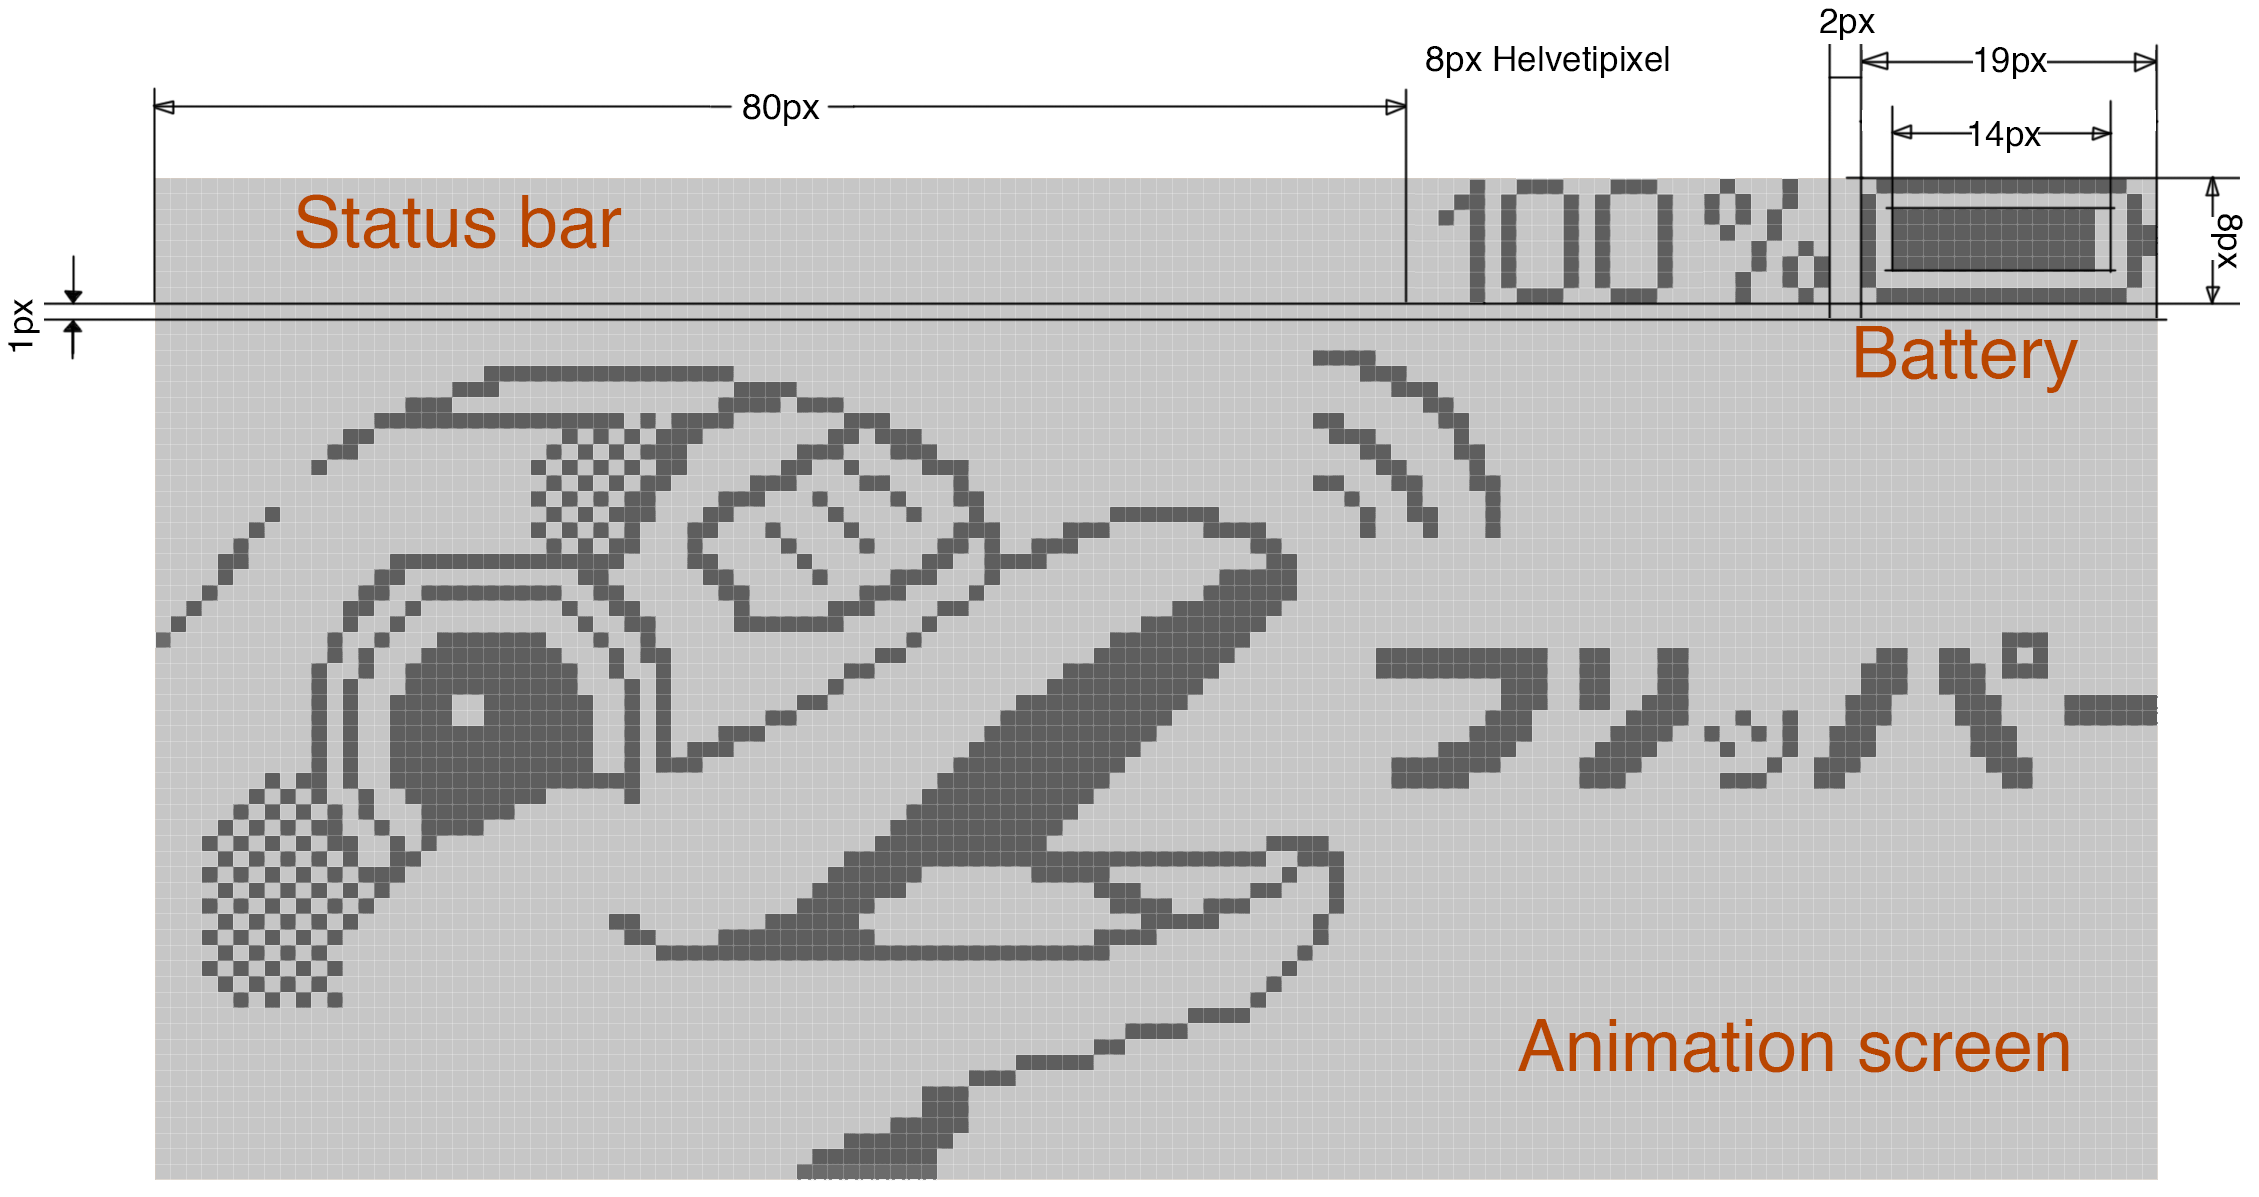 2px
8px Helvetipixel
19px
80px
14px
Status bar
100%
8px
1px
Battery
フリッパー
Animation screen